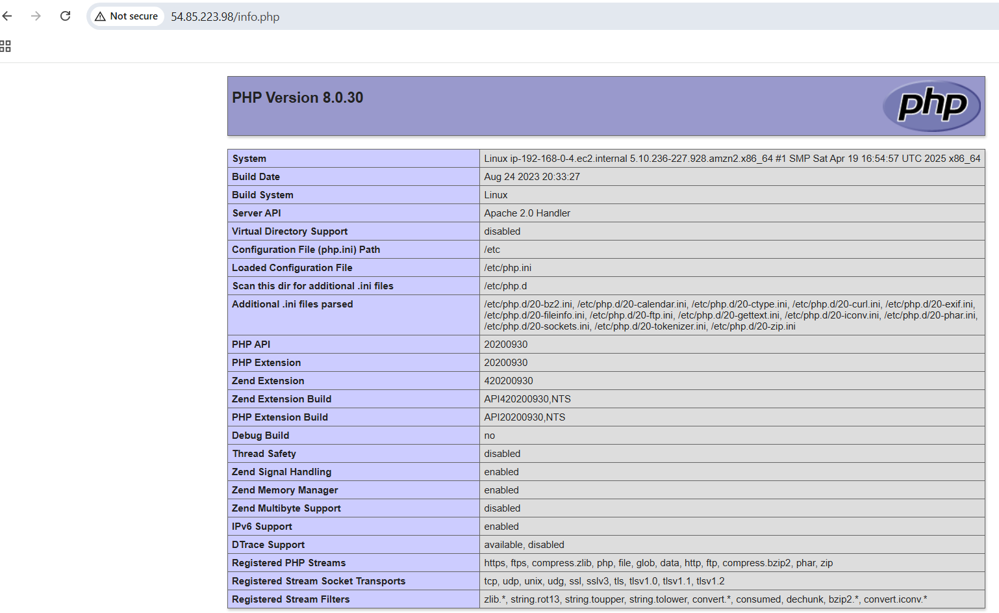 Not secure 54.85.223.98/info.php
PHP Version 8.0.30
php
System Linux ip-192-168-0-4.ec2.internal 5.10.236-227.928.amzn2.x86_64 #1 SMP Sat Apr 19 16:54:57 UTC 2025 x86_64
Build Date Aug 24 2023 20:33:27
Build System Linux
Server API Apache 2.0 Handler
Virtual Directory Support disabled
Configuration File (php.ini) Path /etc
Loaded Configuration File /etc/php.ini
Scan this dir for additional .ini files /etc/php.d
Additional .ini files parsed /etc/php.d/20-bz2.ini, /etc/php.d/20-calendar.ini, /etc/php.d/20-ctype.ini, /etc/php.d/20-curl.ini, /etc/php.d/20-exif.ini,
/etc/php.d/20-fileinfo.ini, /etc/php.d/20-ftp.ini, /etc/php.d/20-gettext.ini, /etc/php.d/20-iconv.ini, /etc/php.d/20-phar.ini,
/etc/php.d/20-sockets.ini, /etc/php.d/20-tokenizer.ini, /etc/php.d/20-zip.ini
PHP API 20200930
PHP Extension 20200930
Zend Extension 420200930
Zend Extension Build API420200930,NTS
PHP Extension Build API20200930,NTS
Debug Build no
Thread Safety disabled
Zend Signal Handling enabled
Zend Memory Manager enabled
Zend Multibyte Support disabled
IPv6 Support enabled
DTrace Support available, disabled
Registered PHP Streams https, ftps, compress.zlib, php, file, glob, data, http, ftp, compress.bzip2, phar, zip
Registered Stream Socket Transports tcp, udp, unix, udg, ssl, sslv3, tls, tlsv1.0, tlsv1.1, tlsv1.2
Registered Stream Filters zlib.*, string.rot13, string.toupper, string.tolower, convert.*, consumed, dechunk, bzip2.*, convert.iconv.*